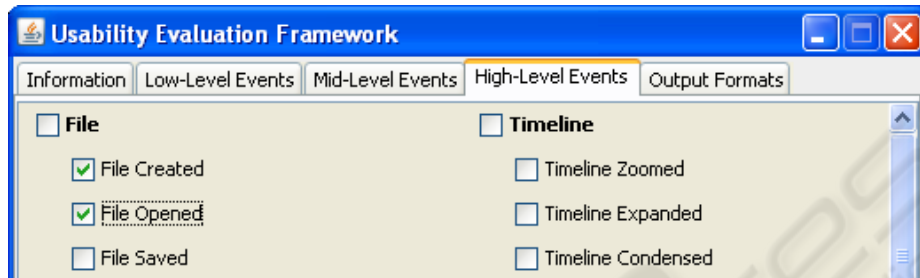 Usability Evaluation Framework
Information Low-Level Events Mid-Level Events High-Level Events Output Formats
File Timeline
File Created Timeline Zoomed
File Opened Timeline Expanded
File Saved Timeline Condensed